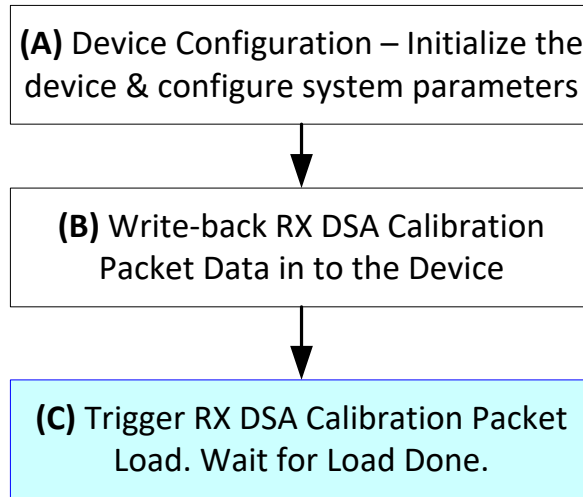 (A) Device Configuration – Initialize the
device & configure system parameters
(B) Write-back RX DSA Calibration
Packet Data in to the Device
(C) Trigger RX DSA Calibration Packet
Load. Wait for Load Done.